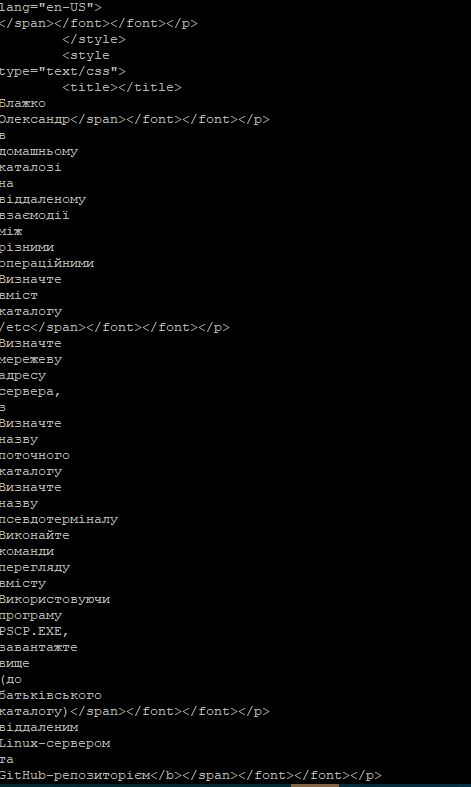 lang="en-US">
</span></font></font></p>
</style>
<style
type="text/css">
<title></title>
Блажко
Олександр</span></font></font></p>
в
домашньому
каталозі
на
віддаленому
взаємодії
між
різними
операційними
Визначте
вміст
каталогу
/etc</span></font></font></p>
Визначте
мережеву
адресу
сервера,
з
Визначте
назву
поточного
каталогу
Визначте
назву
псевдотерміналу
Виконайте
команди
перегляду
вмісту
Використовуючи
програму
PSCP.EXE,
завантажте
вище
(до
батьківського
каталогу)</span></font></font></p>
віддаленим
Linux-сервером
та
GitHub-репозиторієм</b></span></font></font></p>